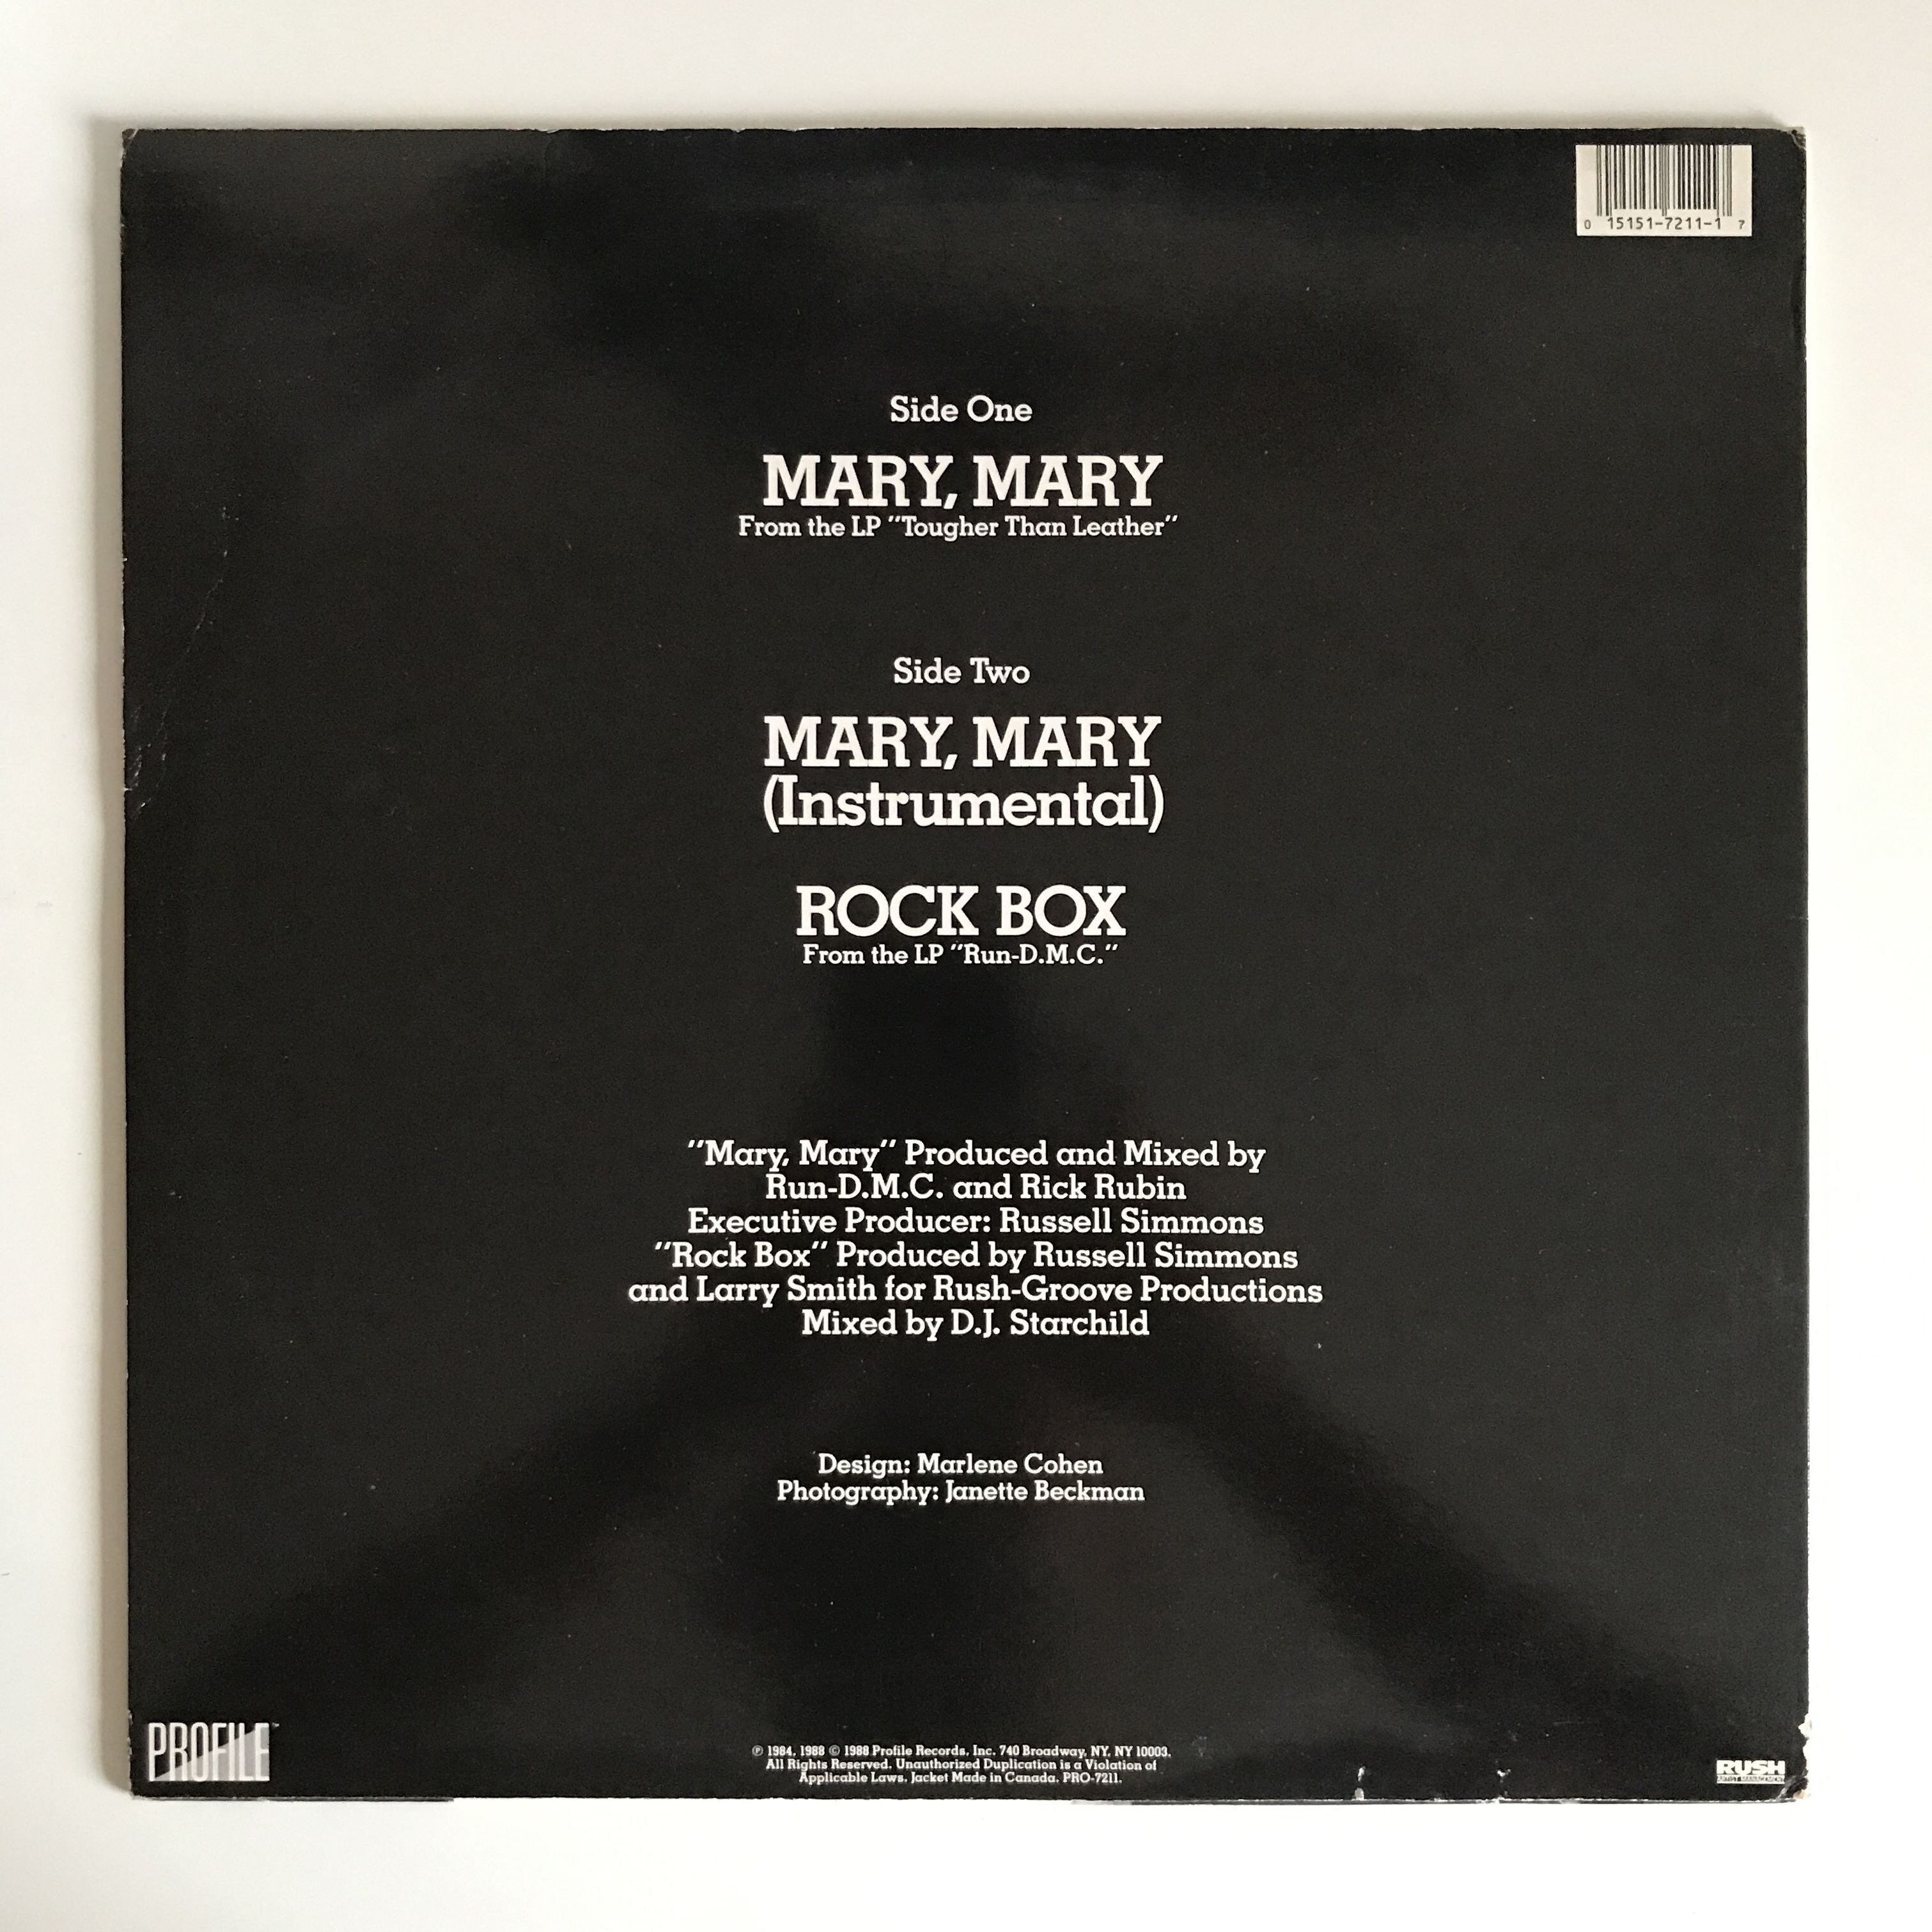 0 15151-7211-1 7
Side One
MARY, MARY
From the LP "Tougher Than Leather"
Side Two
MARY, MARY
(Instrumental)
ROCK BOX
From the LP "Run-D.M.C."
"Mary, Mary" Produced and Mixed by
Run-D.M.C. and Rick Rubin
Executive Producer: Russell Simmons
"Rock Box" Produced by Russell Simmons
and Larry Smith for Rush-Groove Productions
Mixed by D.J. Starchild
Design: Marlene Cohen
Photography: Janette Beckman
PROFILE™
℗ 1984, 1988 © 1988 Profile Records, Inc. 740 Broadway, NY, NY 10003.
All Rights Reserved. Unauthorized Duplication is a Violation of
Applicable Laws. Jacket Made in Canada. PRO-7211.
RUSH
ARTIST MANAGEMENT